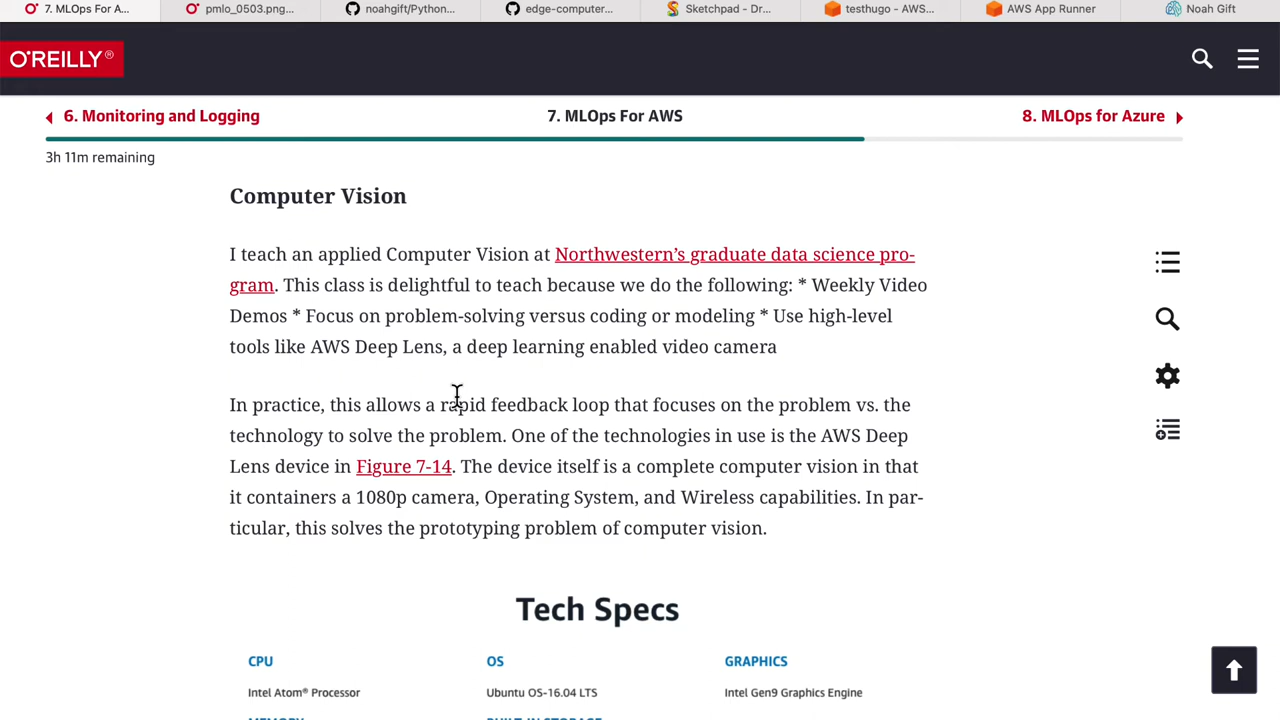 7. MLOps For A...
pmlo_0503.png...
noahgift/Python...
edge-computer...
Sketchpad - Dr...
testhugo - AWS...
AWS App Runner
Noah Gift
O'REILLY®
6. Monitoring and Logging
7. MLOps For AWS
8. MLOps for Azure
3h 11m remaining
Computer Vision
I teach an applied Computer Vision at Northwestern's graduate data science pro-
gram. This class is delightful to teach because we do the following: * Weekly Video
Demos * Focus on problem-solving versus coding or modeling * Use high-level
tools like AWS Deep Lens, a deep learning enabled video camera
In practice, this allows a rapid feedback loop that focuses on the problem vs. the
technology to solve the problem. One of the technologies in use is the AWS Deep
Lens device in Figure 7-14. The device itself is a complete computer vision in that
it containers a 1080p camera, Operating System, and Wireless capabilities. In par-
ticular, this solves the prototyping problem of computer vision.
Tech Specs
CPU
OS
GRAPHICS
Intel Atom® Processor
Ubuntu OS-16.04 LTS
Intel Gen9 Graphics Engine
MEMORY
BUILT-IN STORAGE